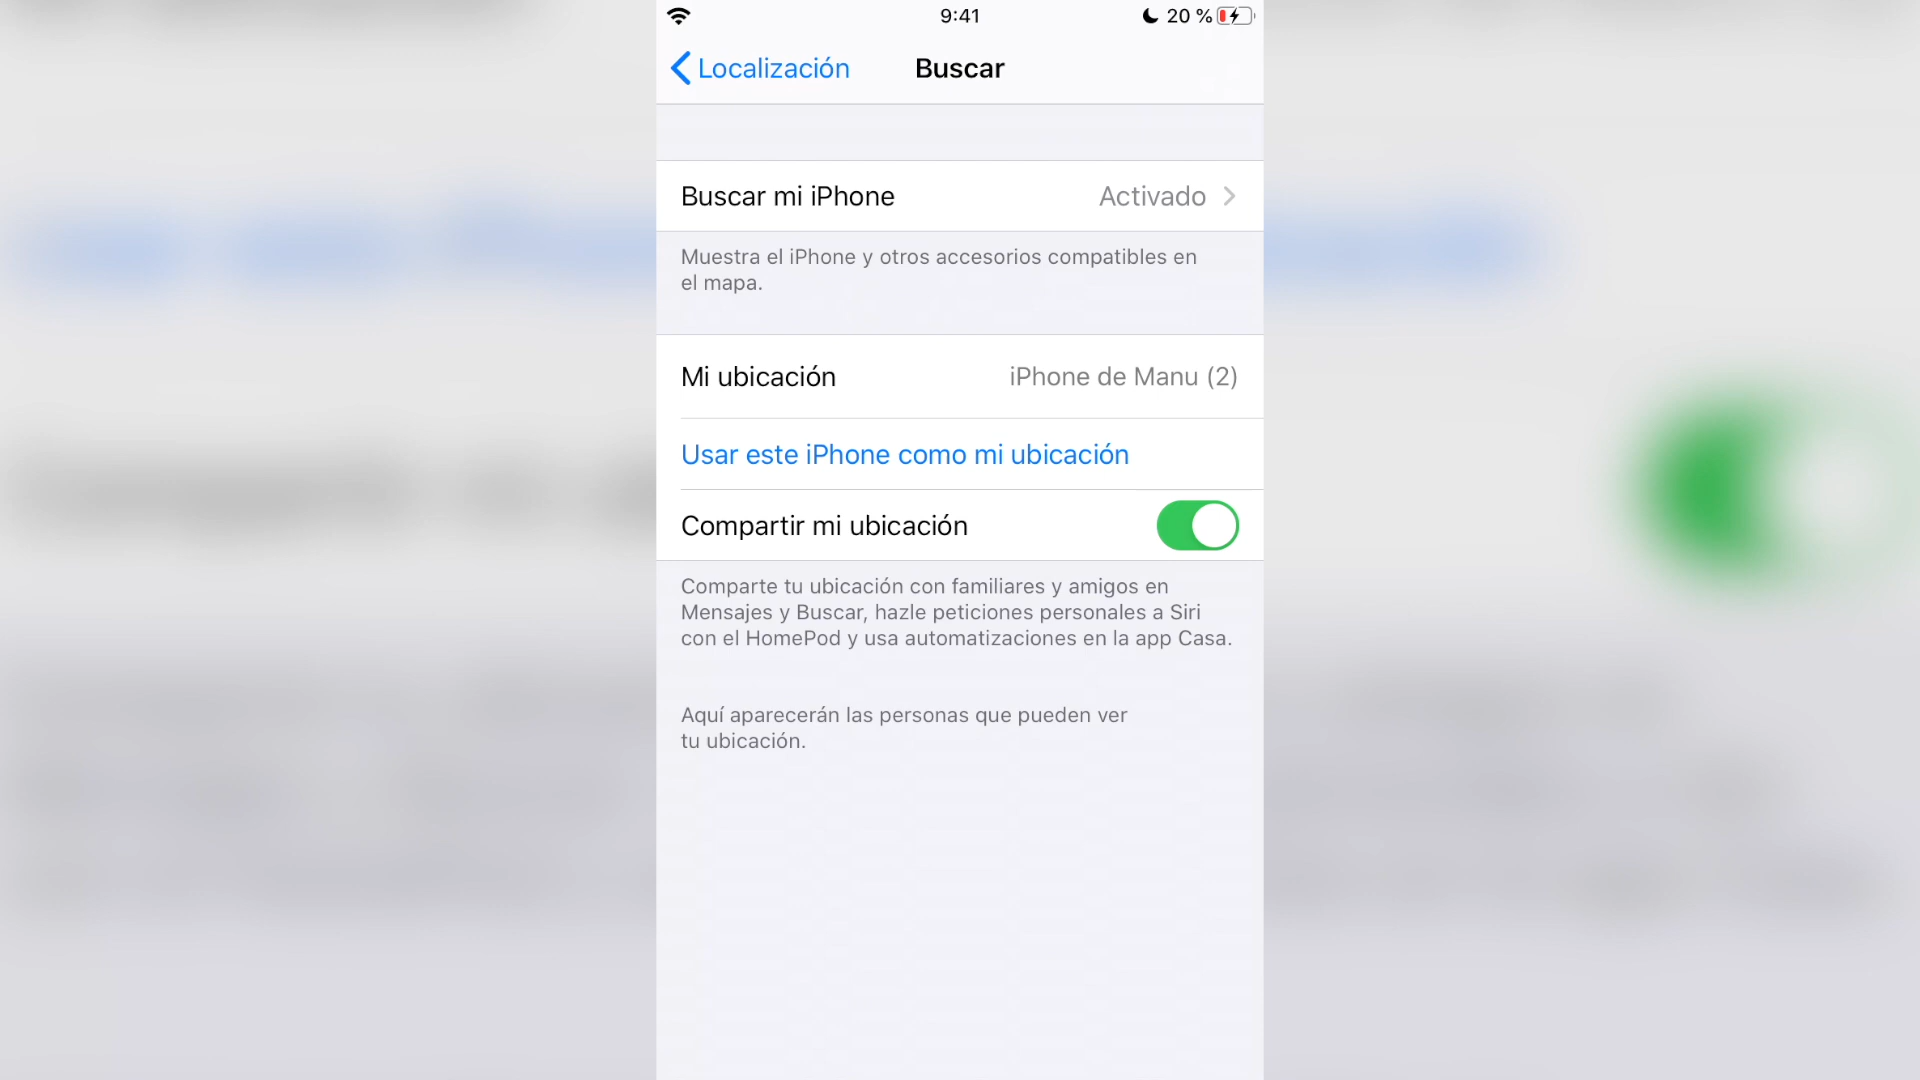 9:41
20 %
Localización
Buscar
Buscar mi iPhone
Activado
Muestra el iPhone y otros accesorios compatibles en
el mapa.
Mi ubicación
iPhone de Manu (2)
Usar este iPhone como mi ubicación
Compartir mi ubicación
Comparte tu ubicación con familiares y amigos en
Mensajes y Buscar, hazle peticiones personales a Siri
con el HomePod y usa automatizaciones en la app Casa.
Aquí aparecerán las personas que pueden ver
tu ubicación.